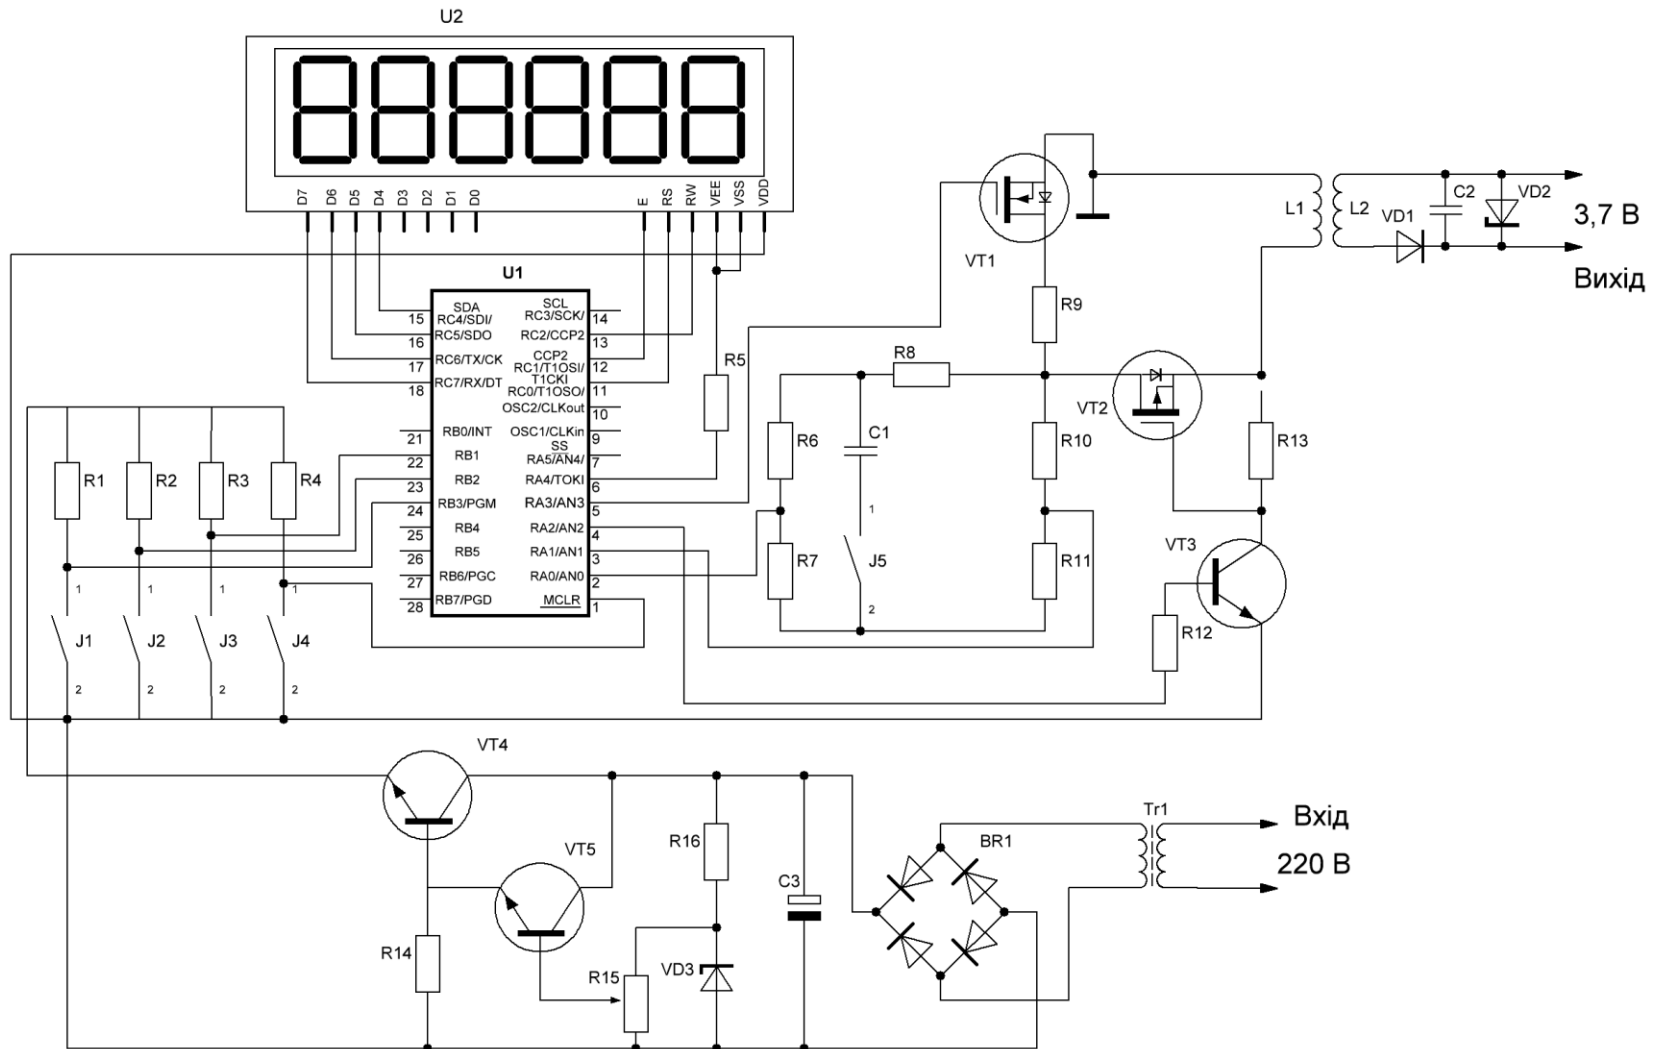 U2
D7 D6 D5 D4 D3 D2 D1 D0 E RS RW VEE VSS VDD
U1
SDA
RC4/SDI/
15
RC5/SDO
16
RC6/TX/CK
17
RC7/RX/DT
18
RB0/INT
21
RB1
22
RB2
23
RB3/PGM
24
RB4
25
RB5
26
RB6/PGC
27
RB7/PGD
28
SCL
RC3/SCK/
14
RC2/CCP2
13
CCP2
RC1/T1OSI/
12
T1CKI
RC0/T1OSO/
11
OSC2/CLKout
10
OSC1/CLKin
9
SS
RA5/AN4/
7
RA4/TOKI
6
RA3/AN3
5
RA2/AN2
4
RA1/AN1
3
RA0/AN0
2
MCLR
1
R1 R2 R3 R4
1 1 1 1
J1 J2 J3 J4
2 2 2 2
R5
VT1
R9
R8
R6
C1
R10
1
R7
J5
R11
2
VT2
R13
VT3
R12
L1 L2 VD1 C2 VD2
3,7 В
Вихід
VT4
VT5
R14
R16
R15
VD3
C3
BR1
Tr1
Вхід
220 В